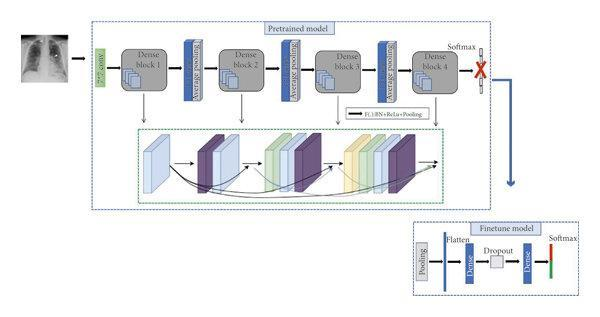 Pretrained model
7*7 conv
Dense
block 1
Average pooling
Dense
block 2
Average pooling
Dense
block 3
Average pooling
Dense
block 4
Softmax
F(.):BN+ReLu+Pooling
Finetune model
Pooling
Flatten
Dense
Dropout
Dense
Softmax